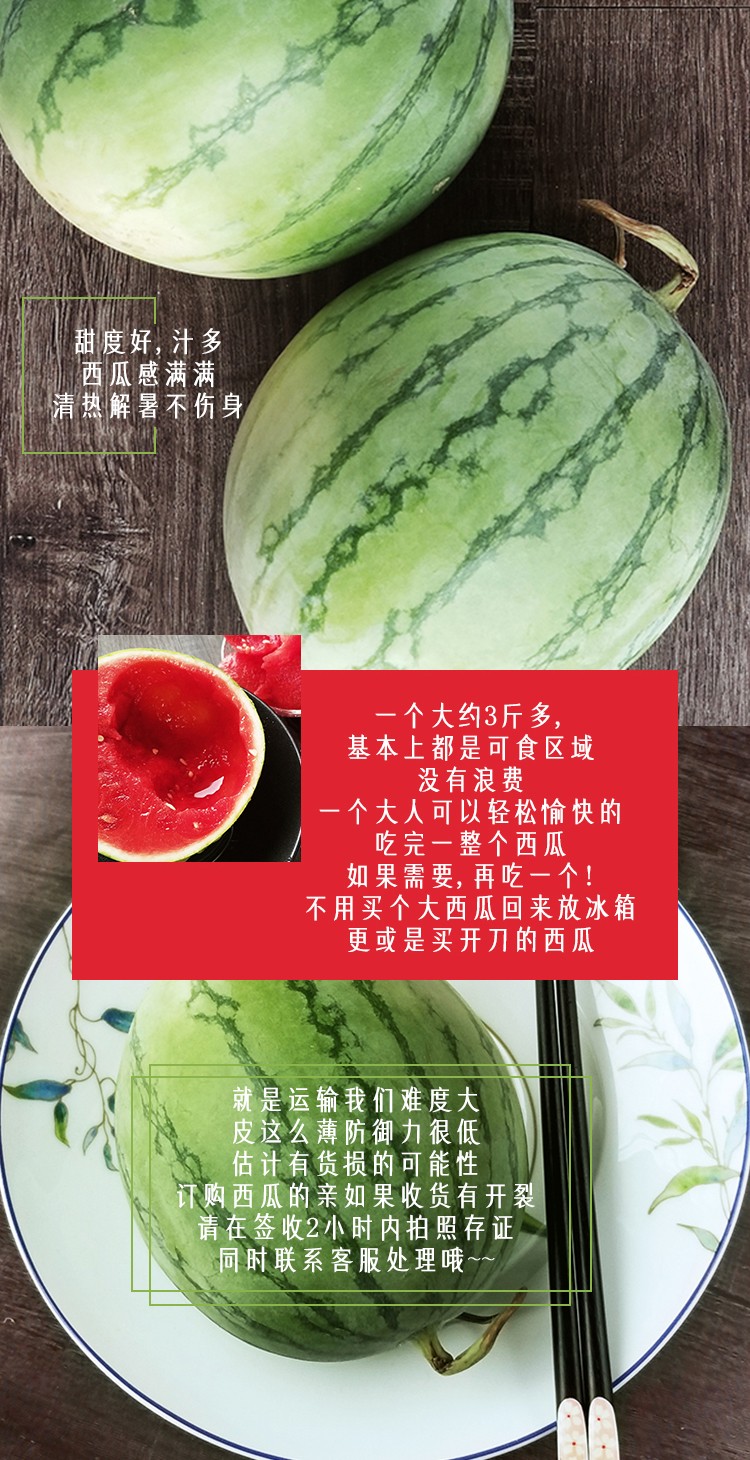 甜度好,汁多
西瓜感满满
清热解暑不伤身
一个大约3斤多,
基本上都是可食区域
没有浪费
一个大人可以轻松愉快的
吃完一整个西瓜
如果需要,再吃一个!
不用买个大西瓜回来放冰箱
更或是买开刀的西瓜
就是运输我们难度大
皮这么薄防御力很低
估计有货损的可能性
订购西瓜的亲如果收货有开裂
请在签收2小时内拍照存证
同时联系客服处理哦~~